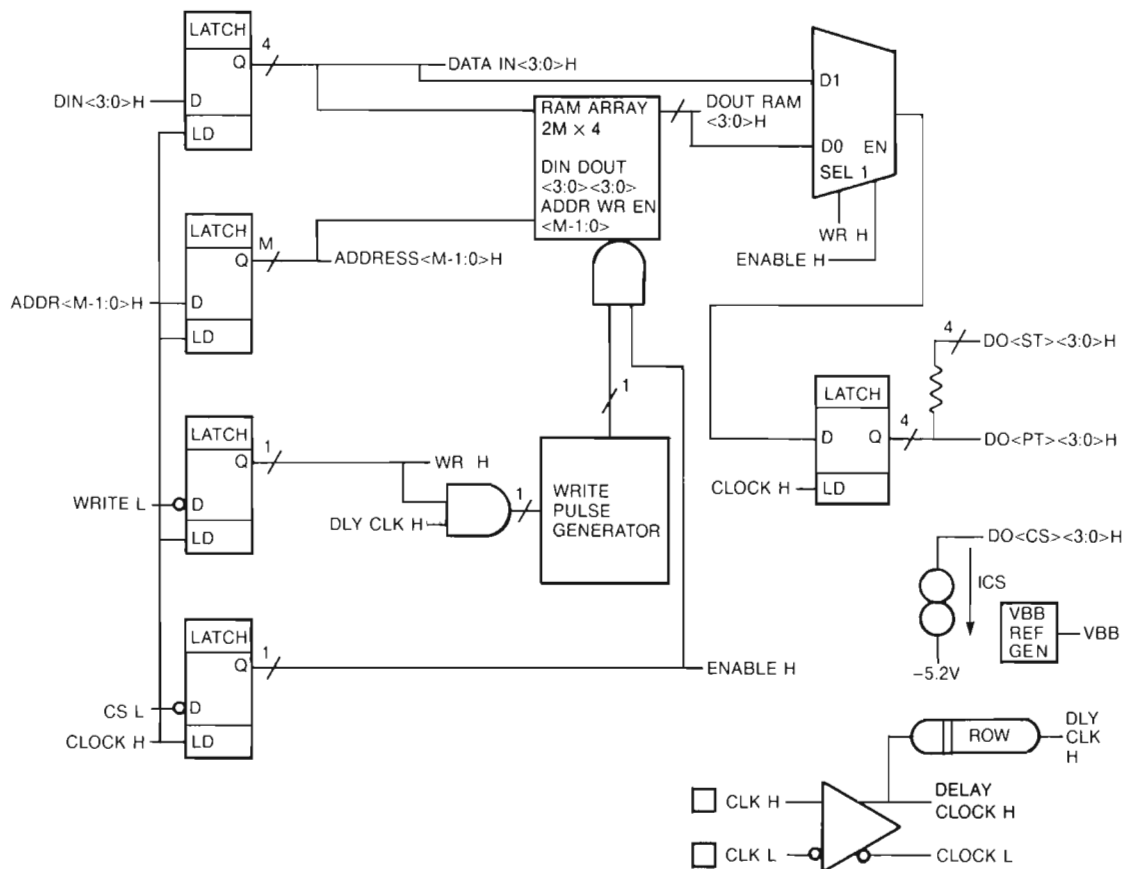 LATCH
Q
4
D
LD
DIN<3:0>H
DATA IN<3:0>H
RAM ARRAY
2M × 4
DIN DOUT
<3:0><3:0>
ADDR WR EN
<M-1:0>
DOUT RAM
<3:0>H
D1
D0 EN
SEL 1
WR H
ENABLE H
LATCH
Q
M
D
LD
ADDR<M-1:0>H
ADDRESS<M-1:0>H
1
LATCH
Q
1
D
LD
WRITE L
WR H
DLY CLK H
1
WRITE
PULSE
GENERATOR
LATCH
D Q
LD
4
CLOCK H
4
DO<ST><3:0>H
DO<PT><3:0>H
DO<CS><3:0>H
ICS
-5.2V
VBB
REF
GEN
VBB
LATCH
Q
1
D
LD
CS L
CLOCK H
ENABLE H
ROW
DLY
CLK
H
CLK H
DELAY
CLOCK H
CLK L
CLOCK L